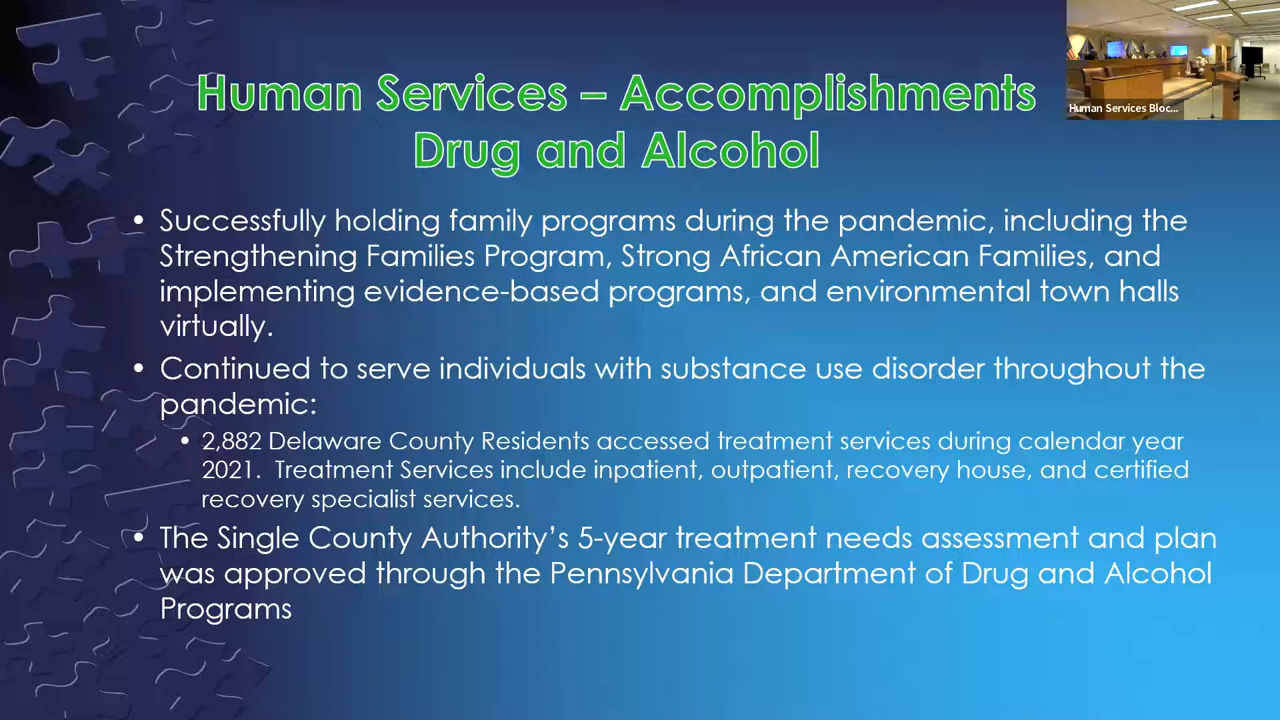 Human Services – Accomplishments
Drug and Alcohol
Human Services Bloc...
• Successfully holding family programs during the pandemic, including the
Strengthening Families Program, Strong African American Families, and
implementing evidence-based programs, and environmental town halls
virtually.
• Continued to serve individuals with substance use disorder throughout the
pandemic:
• 2,882 Delaware County Residents accessed treatment services during calendar year
2021.  Treatment Services include inpatient, outpatient, recovery house, and certified
recovery specialist services.
• The Single County Authority’s 5-year treatment needs assessment and plan
was approved through the Pennsylvania Department of Drug and Alcohol
Programs